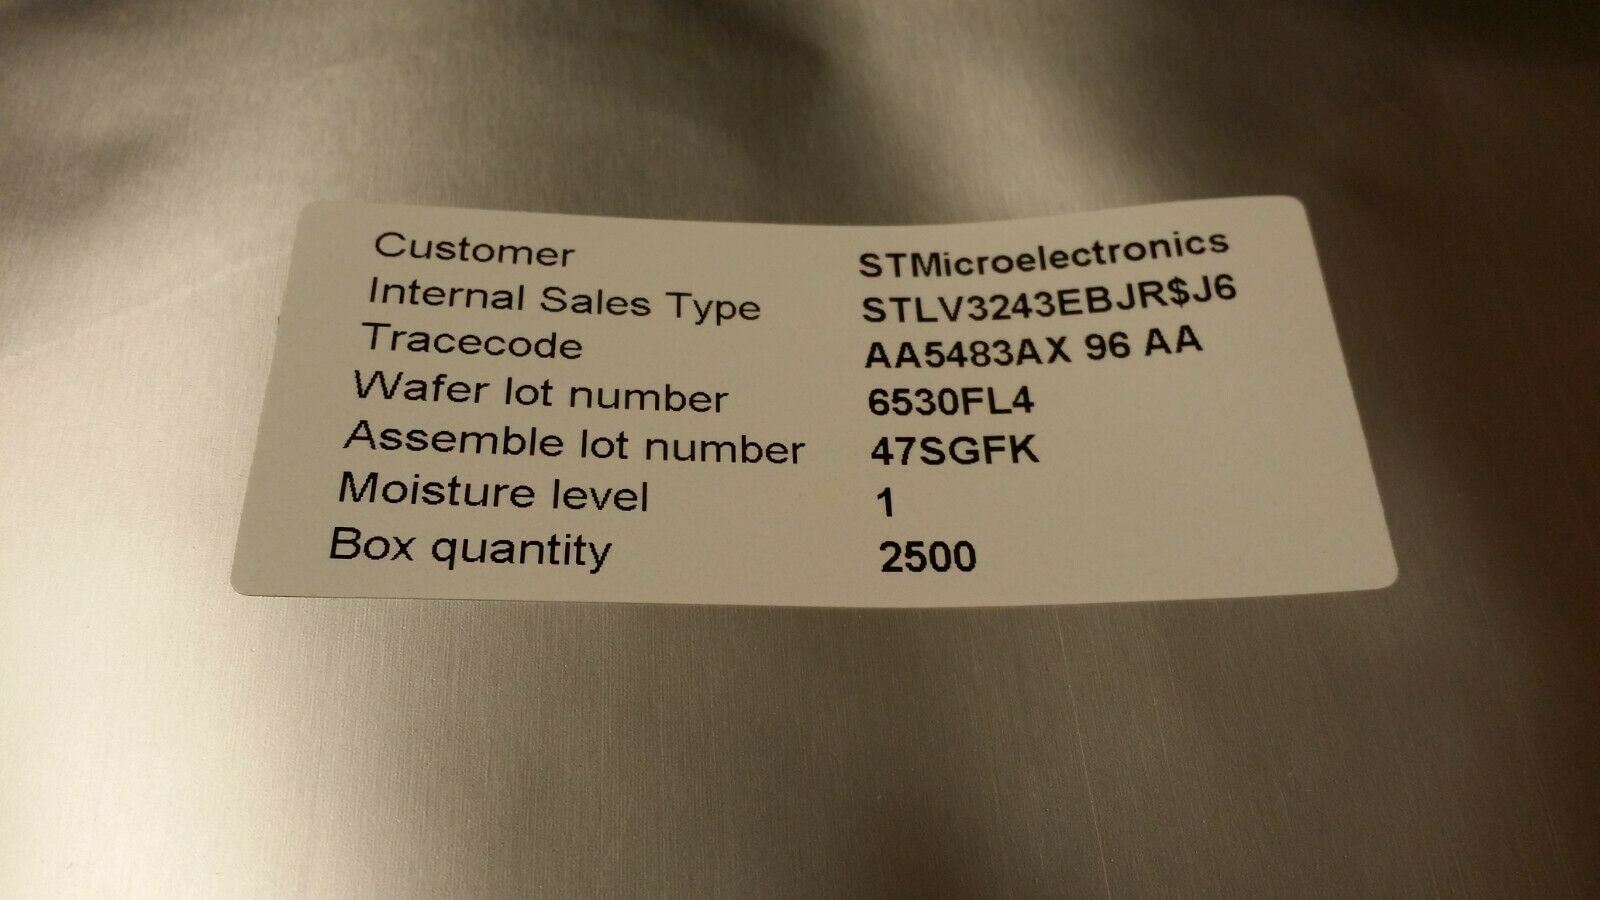 Customer STMicroelectronics
Internal Sales Type STLV3243EBJR$J6
Tracecode AA5483AX 96 AA
Wafer lot number 6530FL4
Assemble lot number 47SGFK
Moisture level 1
Box quantity 2500